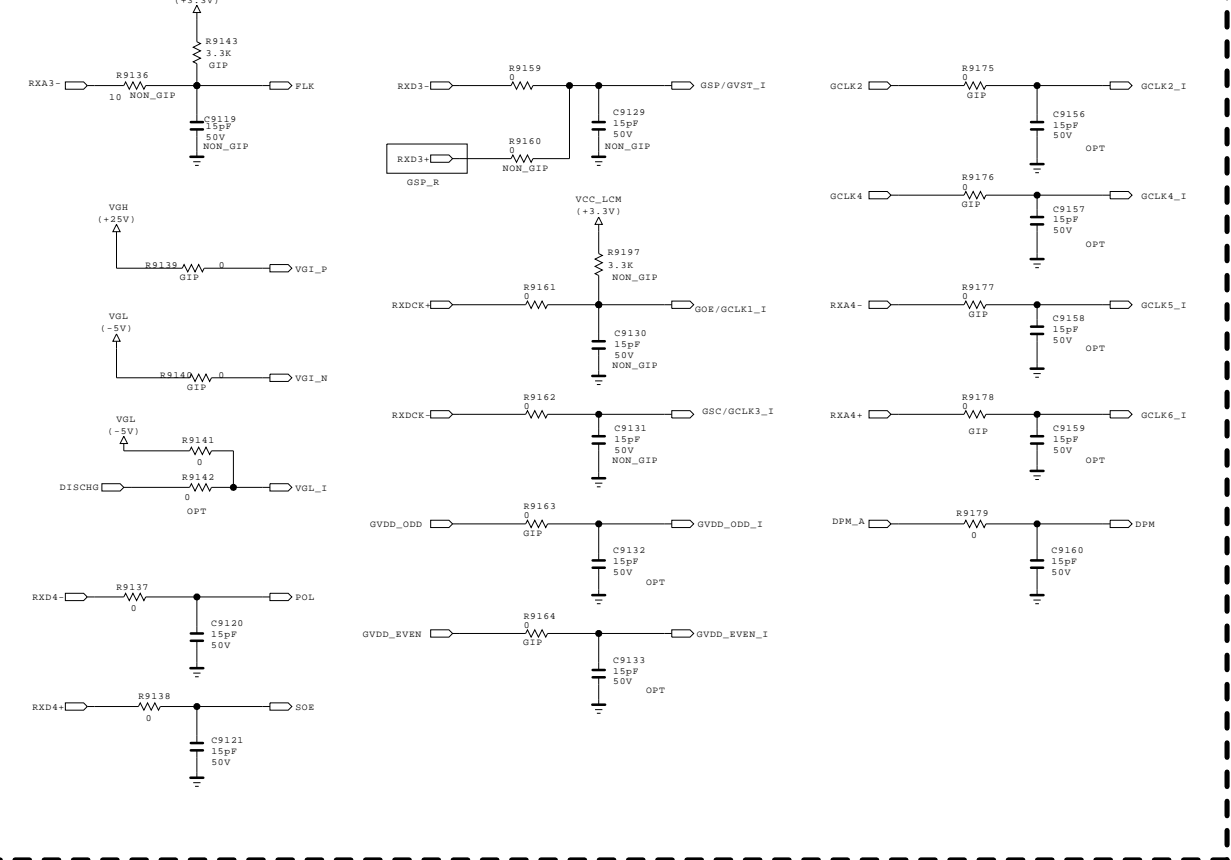 (+3.3V)
R9143
3.3K
GIP
RXA3-
R9136
10 NON_GIP
FLK
C9119
15pF
50V
NON_GIP
VGH
(+25V)
R9139
0
GIP
VGI_P
VGL
(-5V)
R9140
0
GIP
VGI_N
VGL
(-5V)
R9141
0
DISCHG
R9142
0
OPT
VGL_I
RXD4-
R9137
0
POL
C9120
15pF
50V
RXD4+
R9138
0
SOE
C9121
15pF
50V
RXD3-
R9159
0
GSP/GVST_I
C9129
15pF
50V
NON_GIP
RXD3+
R9160
0
NON_GIP
GSP_R
VCC_LCM
(+3.3V)
R9197
3.3K
NON_GIP
RXDCK+
R9161
0
GOE/GCLK1_I
C9130
15pF
50V
NON_GIP
RXDCK-
R9162
0
GSC/GCLK3_I
C9131
15pF
50V
NON_GIP
GVDD_ODD
R9163
0
GIP
GVDD_ODD_I
C9132
15pF
50V
OPT
GVDD_EVEN
R9164
0
GIP
GVDD_EVEN_I
C9133
15pF
50V
OPT
GCLK2
R9175
0
GIP
GCLK2_I
C9156
15pF
50V
OPT
GCLK4
R9176
0
GIP
GCLK4_I
C9157
15pF
50V
OPT
RXA4-
R9177
0
GIP
GCLK5_I
C9158
15pF
50V
OPT
RXA4+
R9178
0
GIP
GCLK6_I
C9159
15pF
50V
OPT
DPM_A
R9179
0
DPM
C9160
15pF
50V